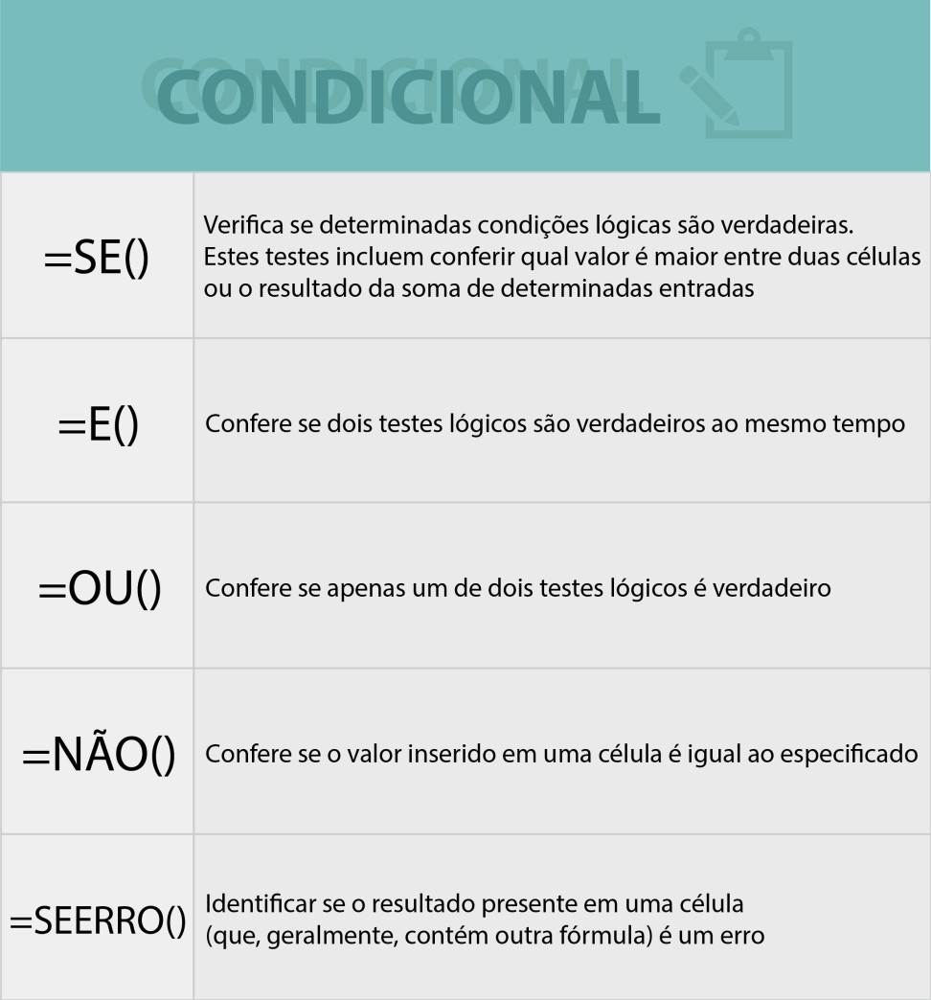 CONDICIONAL
=SE()
Verifica se determinadas condições lógicas são verdadeiras.
Estes testes incluem conferir qual valor é maior entre duas células
ou o resultado da soma de determinadas entradas
=E()
Confere se dois testes lógicos são verdadeiros ao mesmo tempo
=OU()
Confere se apenas um de dois testes lógicos é verdadeiro
=NÃO()
Confere se o valor inserido em uma célula é igual ao especificado
=SEERRO()
Identificar se o resultado presente em uma célula
(que, geralmente, contém outra fórmula) é um erro